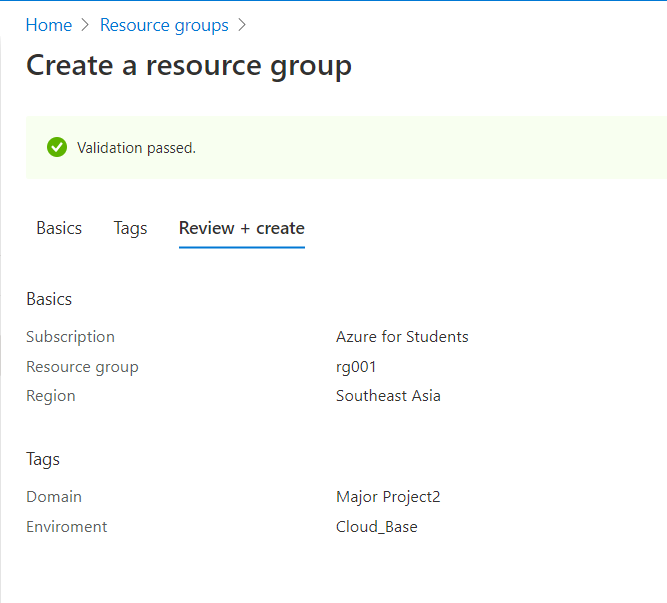 Home > Resource groups >
Create a resource group
Validation passed.
Basics Tags Review + create
Basics
Subscription Azure for Students
Resource group rg001
Region Southeast Asia
Tags
Domain Major Project2
Enviroment Cloud_Base